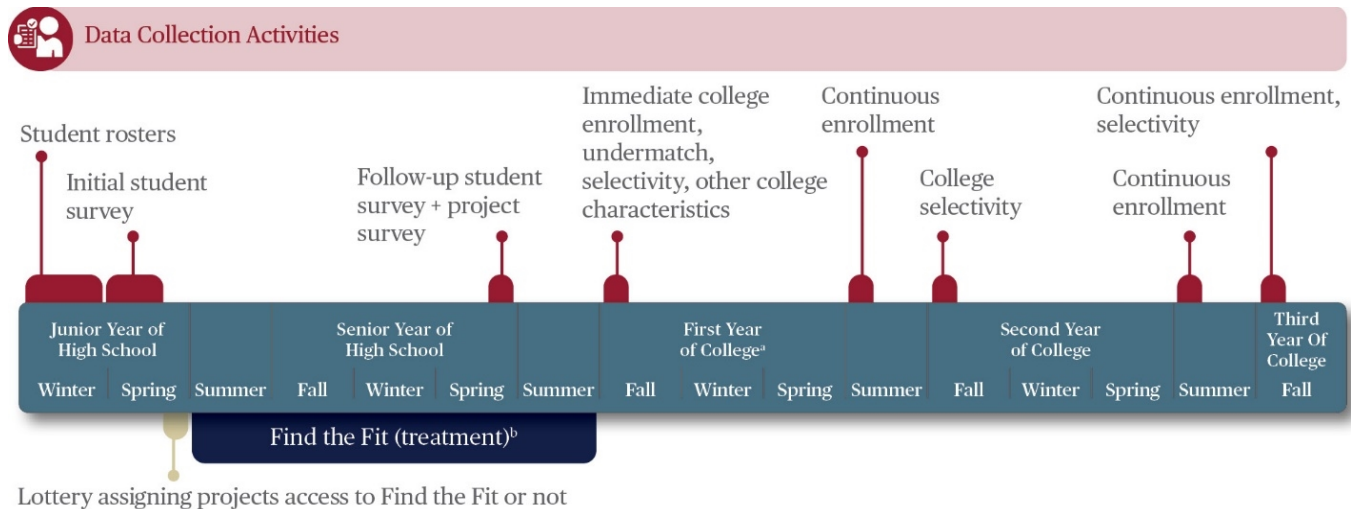 Data Collection Activities
Student rosters
Initial student
survey
Follow-up student
survey + project
survey
Immediate college
enrollment,
undermatch,
selectivity, other college
characteristics
Continuous
enrollment
College
selectivity
Continuous
enrollment
Continuous enrollment,
selectivity
Junior Year of
High School
Senior Year of
High School
First Year
of Collegeᵃ
Second Year
of College
Third
Year Of
College
Winter Spring Summer Fall Winter Spring Summer Fall Winter Spring Summer Fall Winter Spring Summer Fall
Find the Fit (treatment)ᵇ
Lottery assigning projects access to Find the Fit or not